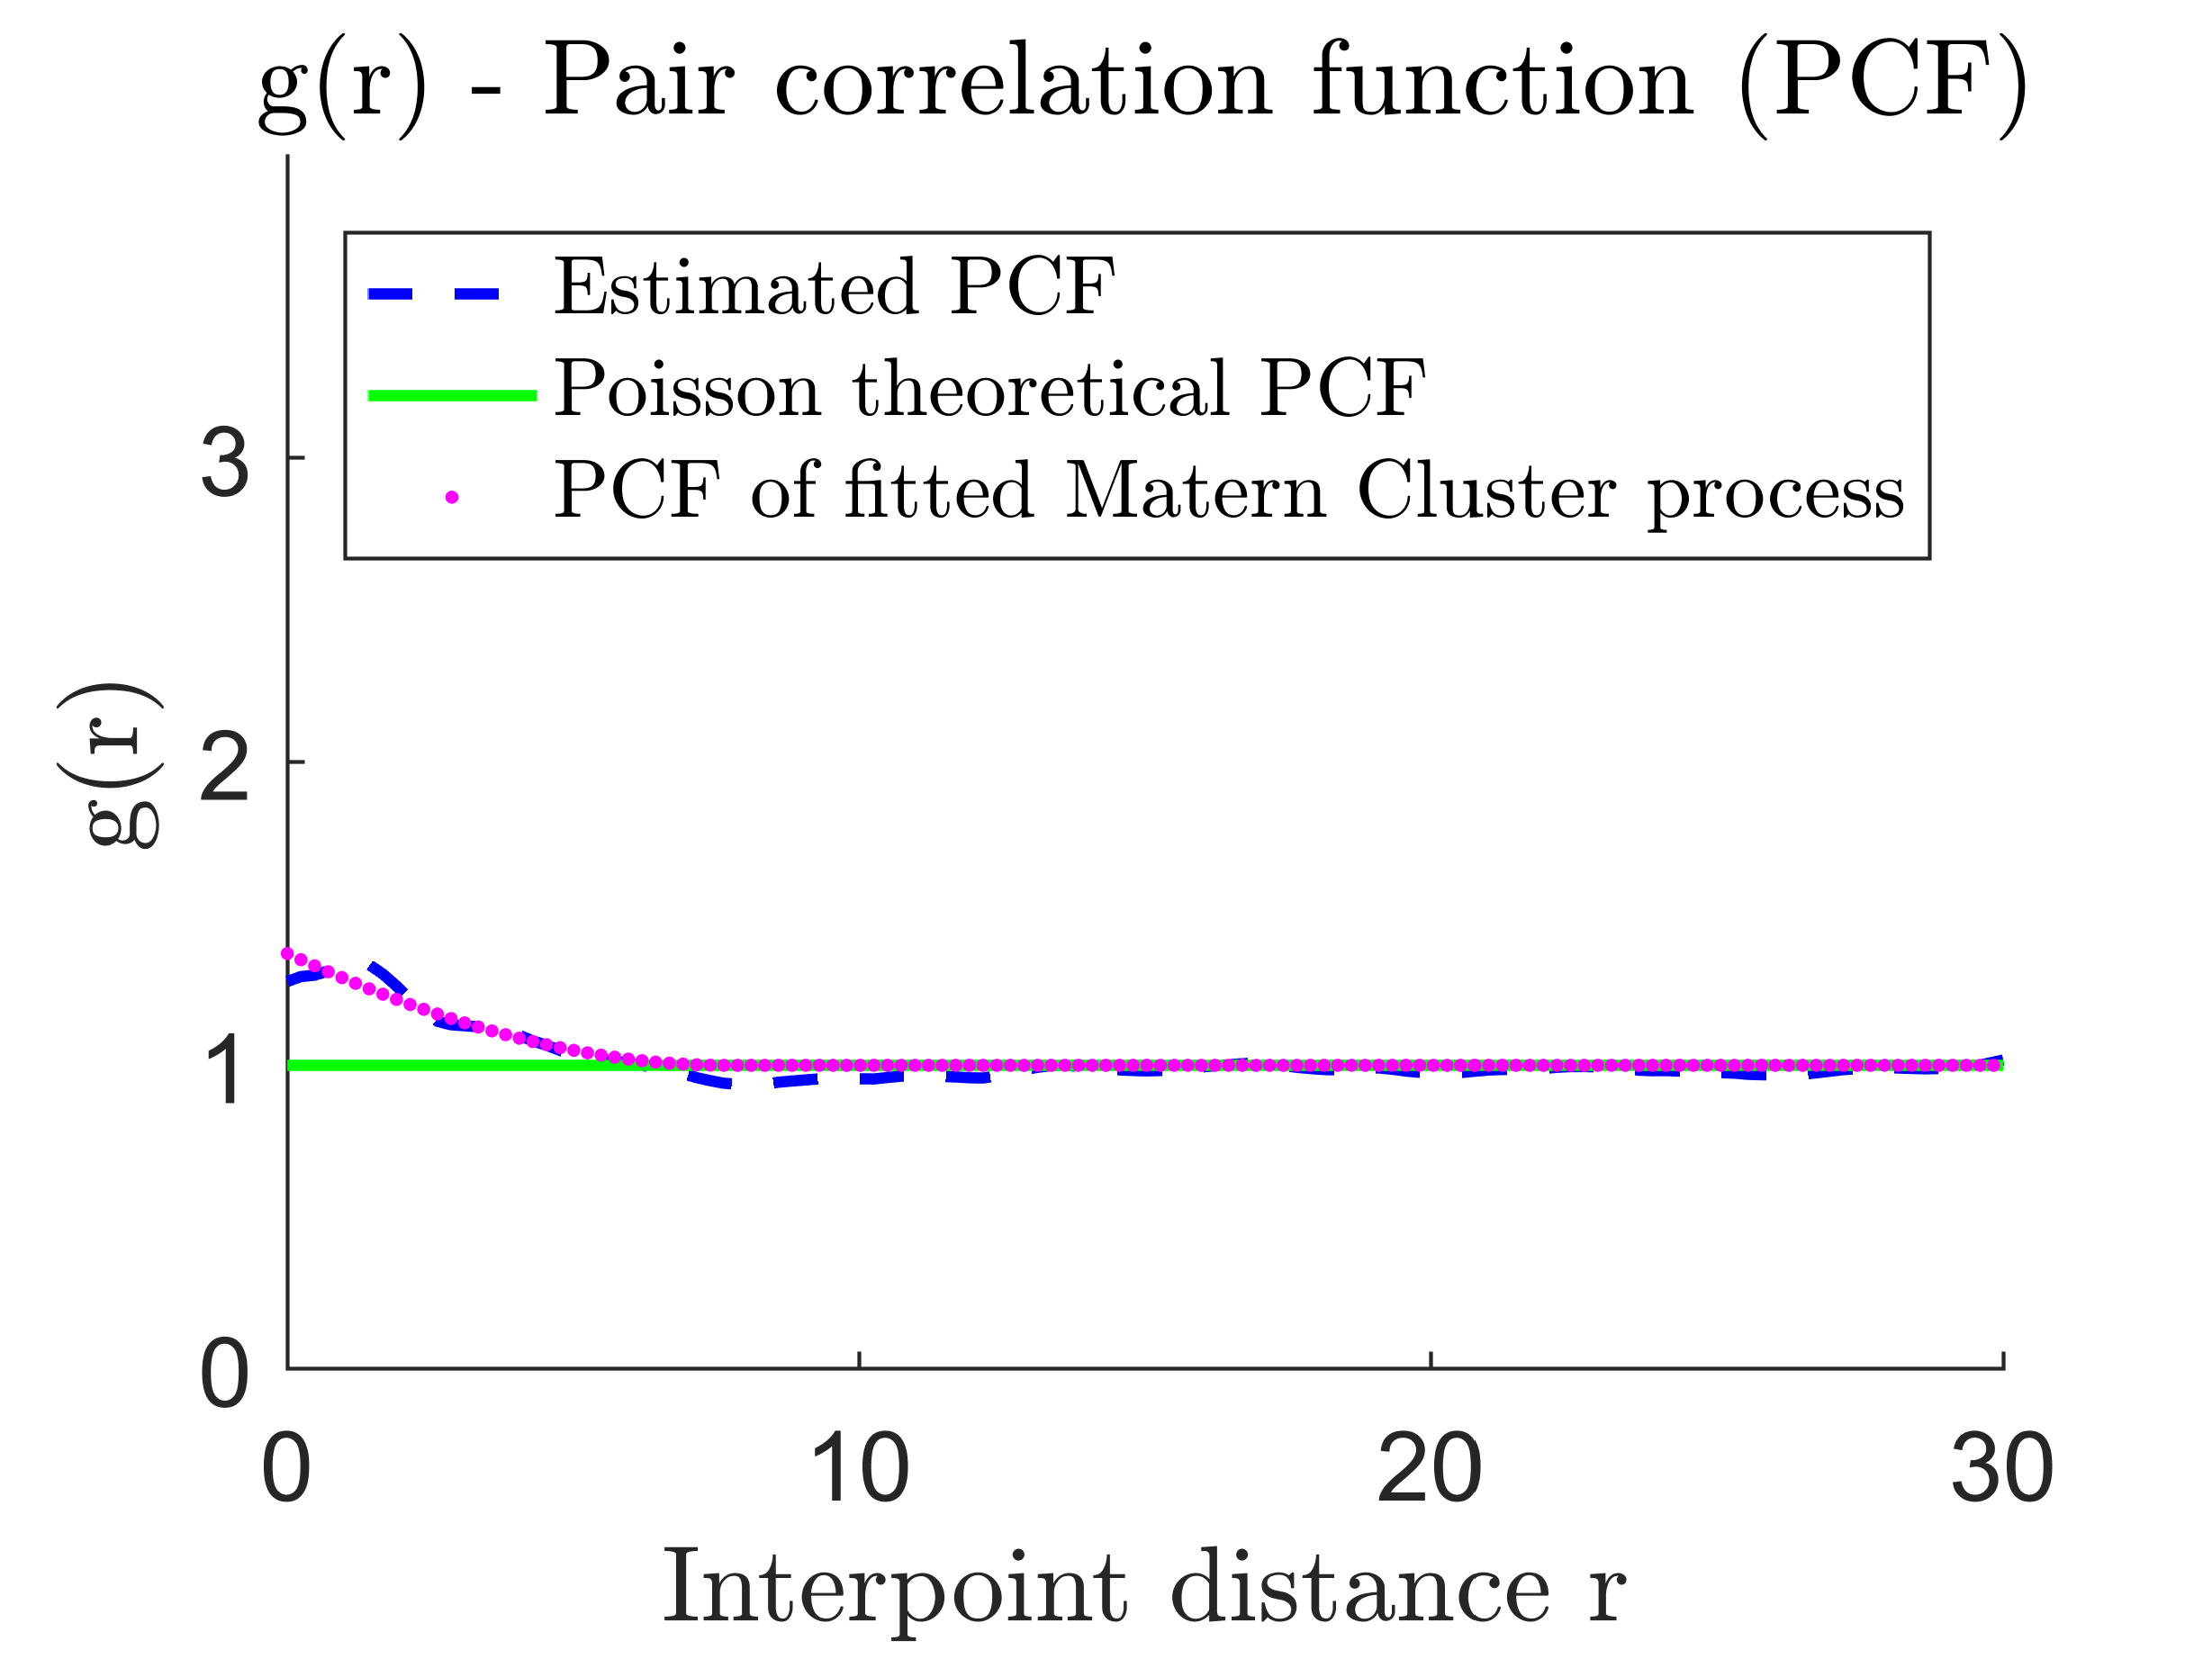 g(r) - Pair correlation function (PCF)
Estimated PCF
Poisson theoretical PCF
PCF of fitted Matern Cluster process
g(r)
3
2
1
0
0 10 20 30
Interpoint distance r